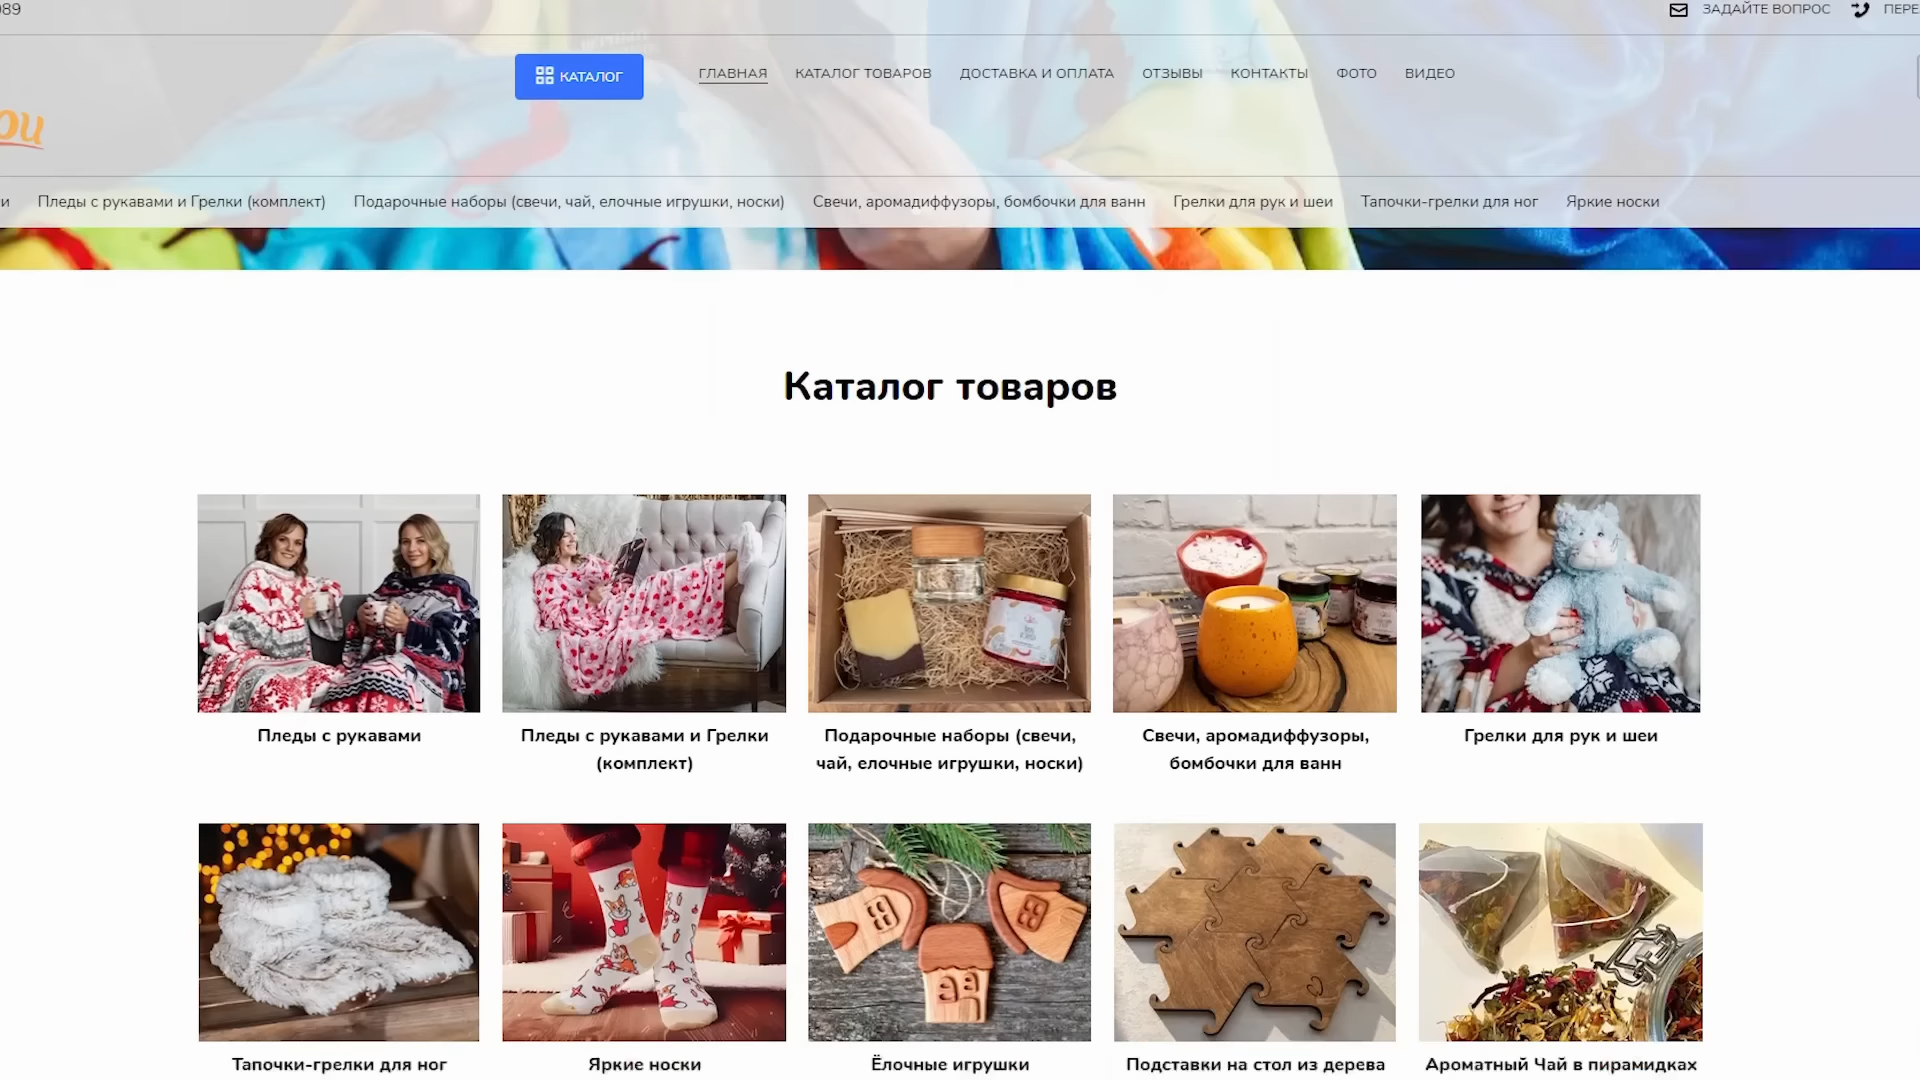 089
ЗАДАЙТЕ ВОПРОС
ПЕРЕ
КАТАЛОГ
ГЛАВНАЯ
КАТАЛОГ ТОВАРОВ
ДОСТАВКА И ОПЛАТА
ОТЗЫВЫ
КОНТАКТЫ
ФОТО
ВИДЕО
ри
и
Пледы с рукавами и Грелки (комплект)
Подарочные наборы (свечи, чай, елочные игрушки, носки)
Свечи, аромадиффузоры, бомбочки для ванн
Грелки для рук и шеи
Тапочки-грелки для ног
Яркие носки
Каталог товаров
Пледы с рукавами
Пледы с рукавами и Грелки
(комплект)
Подарочные наборы (свечи,
чай, елочные игрушки, носки)
Свечи, аромадиффузоры,
бомбочки для ванн
Грелки для рук и шеи
Тапочки-грелки для ног
Яркие носки
Ёлочные игрушки
Подставки на стол из дерева
Ароматный Чай в пирамидках